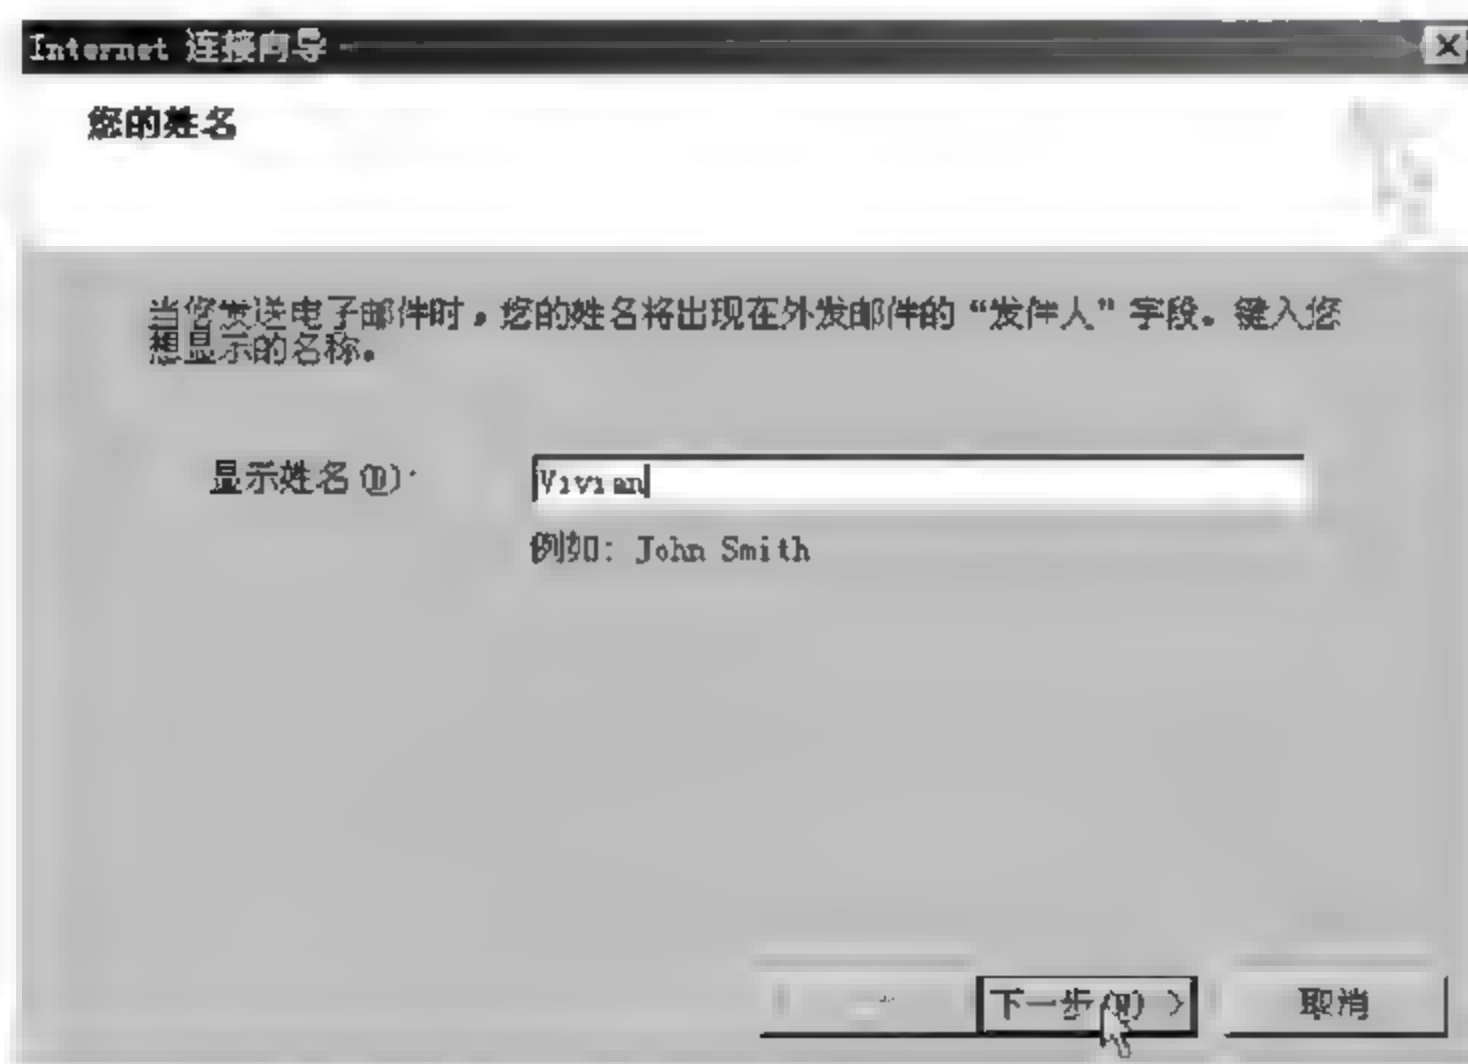 Internet 连接向导
您的姓名
当您发送电子邮件时，您的姓名将出现在外发邮件的“发件人”字段。键入您
想显示的名称。
显示姓名(D):
Vivian
例如: John Smith
下一步(N) >
取消